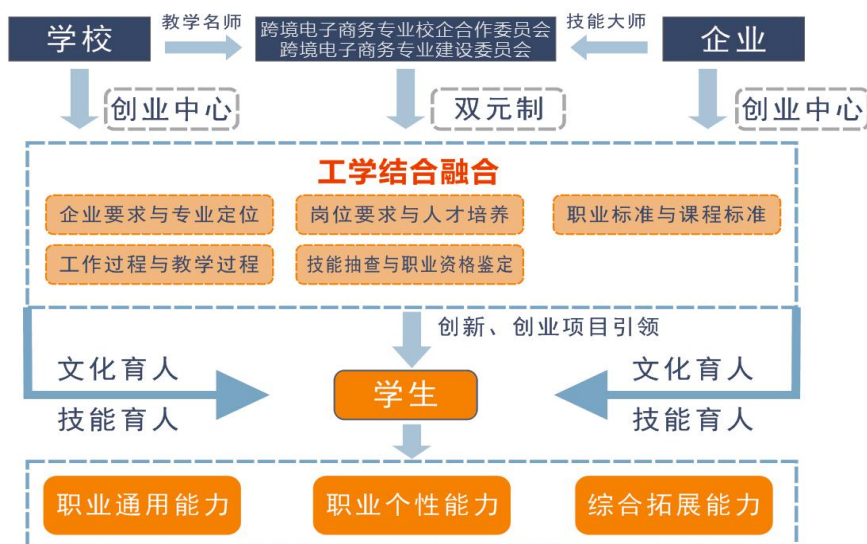 学校
教学名师
跨境电子商务专业校企合作委员会
跨境电子商务专业建设委员会
技能大师
企业
创业中心
双元制
创业中心
工学结合融合
企业要求与专业定位
岗位要求与人才培养
职业标准与课程标准
工作过程与教学过程
技能抽查与职业资格鉴定
创新、创业项目引领
文化育人
技能育人
学生
文化育人
技能育人
职业通用能力
职业个性能力
综合拓展能力